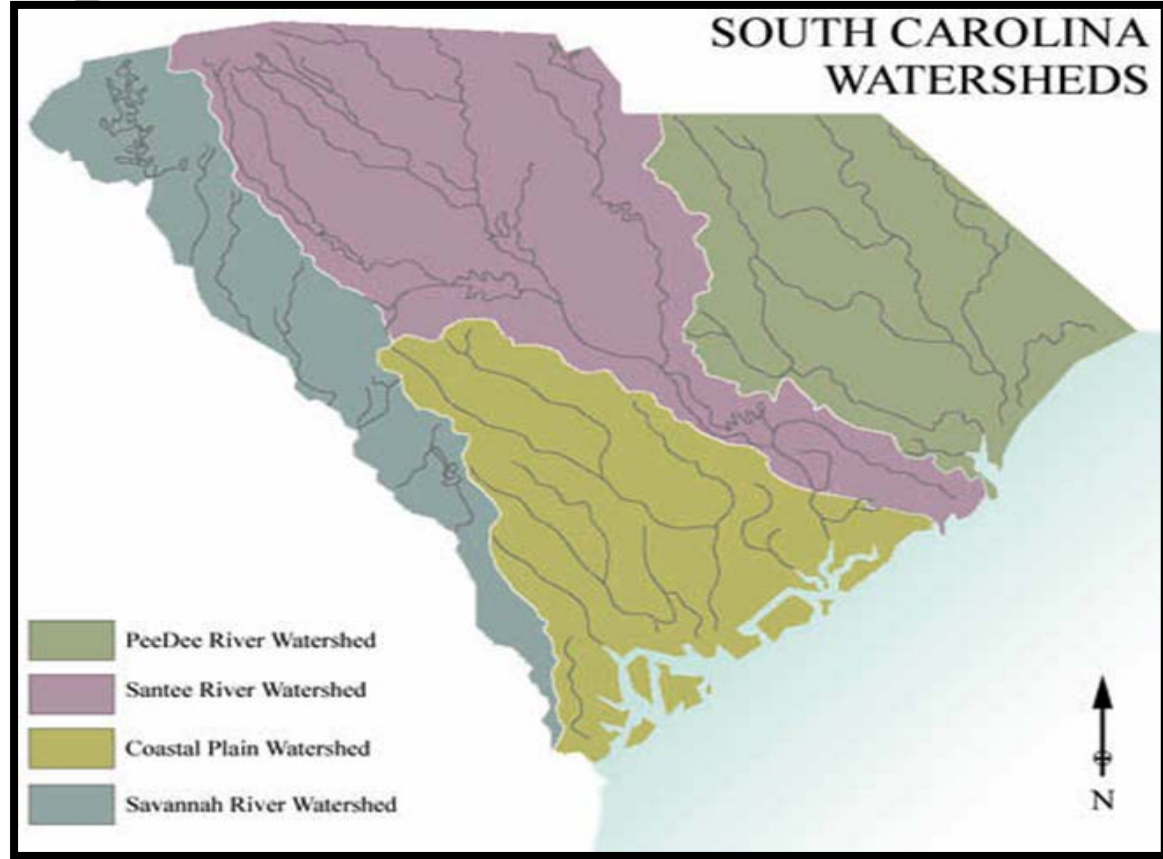 SOUTH CAROLINA
WATERSHEDS
PeeDee River Watershed
Santee River Watershed
Coastal Plain Watershed
Savannah River Watershed
N